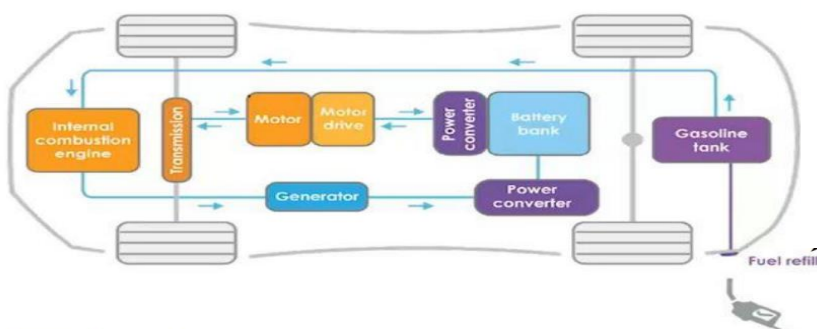 Internal
combustion
engine
Transmission
Motor
Motor
drive
Power
converter
Battery
bank
Gasoline
tank
Generator
Power
converter
Fuel refill